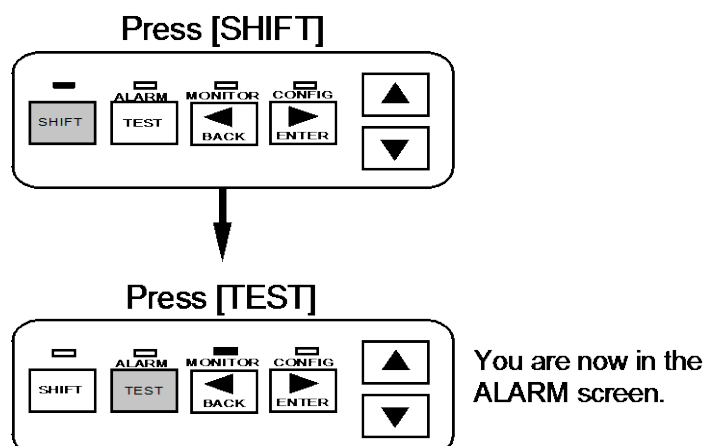 Press [SHIFT]
ALARM MONITOR CONFIG
SHIFT TEST BACK ENTER
Press [TEST]
ALARM MONITOR CONFIG
SHIFT TEST BACK ENTER
You are now in the
ALARM screen.